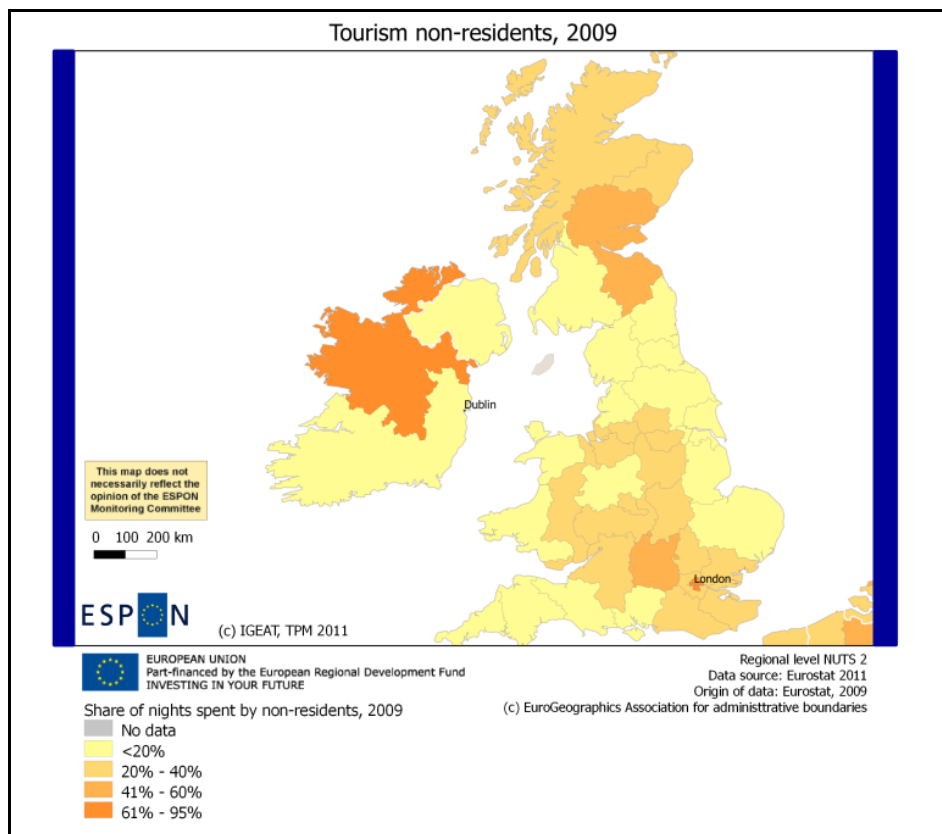 Tourism non-residents, 2009
Dublin
London
This map does not
necessarily reflect the
opinion of the ESPON
Monitoring Committee
0 100 200 km
ESPON
(c) IGEAT, TPM 2011
EUROPEAN UNION
Part-financed by the European Regional Development Fund
INVESTING IN YOUR FUTURE
Regional level NUTS 2
Data source: Eurostat 2011
Origin of data: Eurostat, 2009
(c) EuroGeographics Association for administtrative boundaries
Share of nights spent by non-residents, 2009
No data
<20%
20% - 40%
41% - 60%
61% - 95%